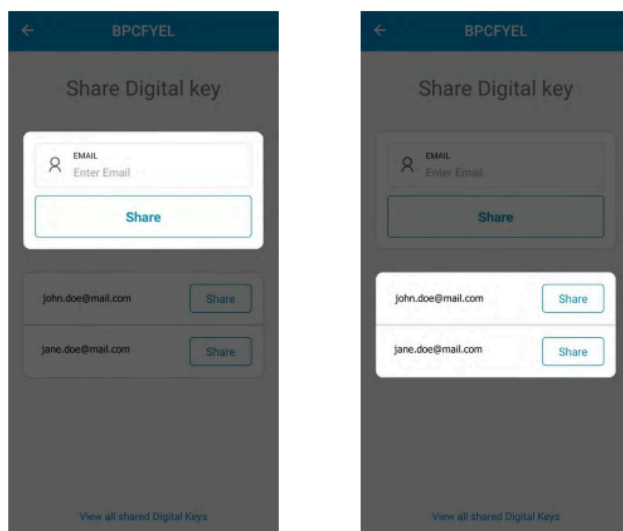 BPCFYEL
Share Digital key
EMAIL
Enter Email
Share
john.doe@mail.com
Share
jane.doe@mail.com
Share
View all shared Digital Keys
BPCFYEL
Share Digital key
EMAIL
Enter Email
Share
john.doe@mail.com
Share
jane.doe@mail.com
Share
View all shared Digital Keys